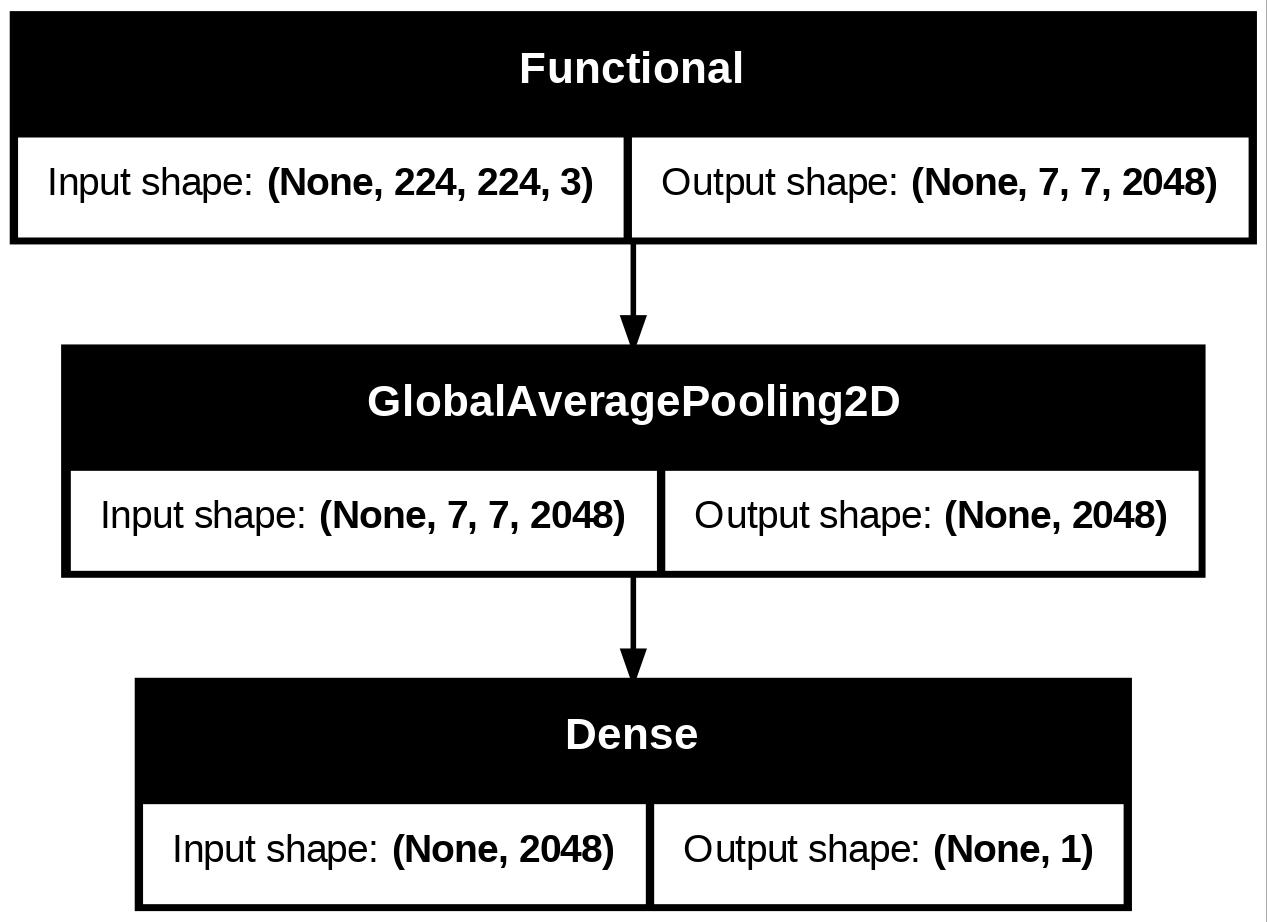 Functional
Input shape: (None, 224, 224, 3) Output shape: (None, 7, 7, 2048)
GlobalAveragePooling2D
Input shape: (None, 7, 7, 2048) Output shape: (None, 2048)
Dense
Input shape: (None, 2048) Output shape: (None, 1)